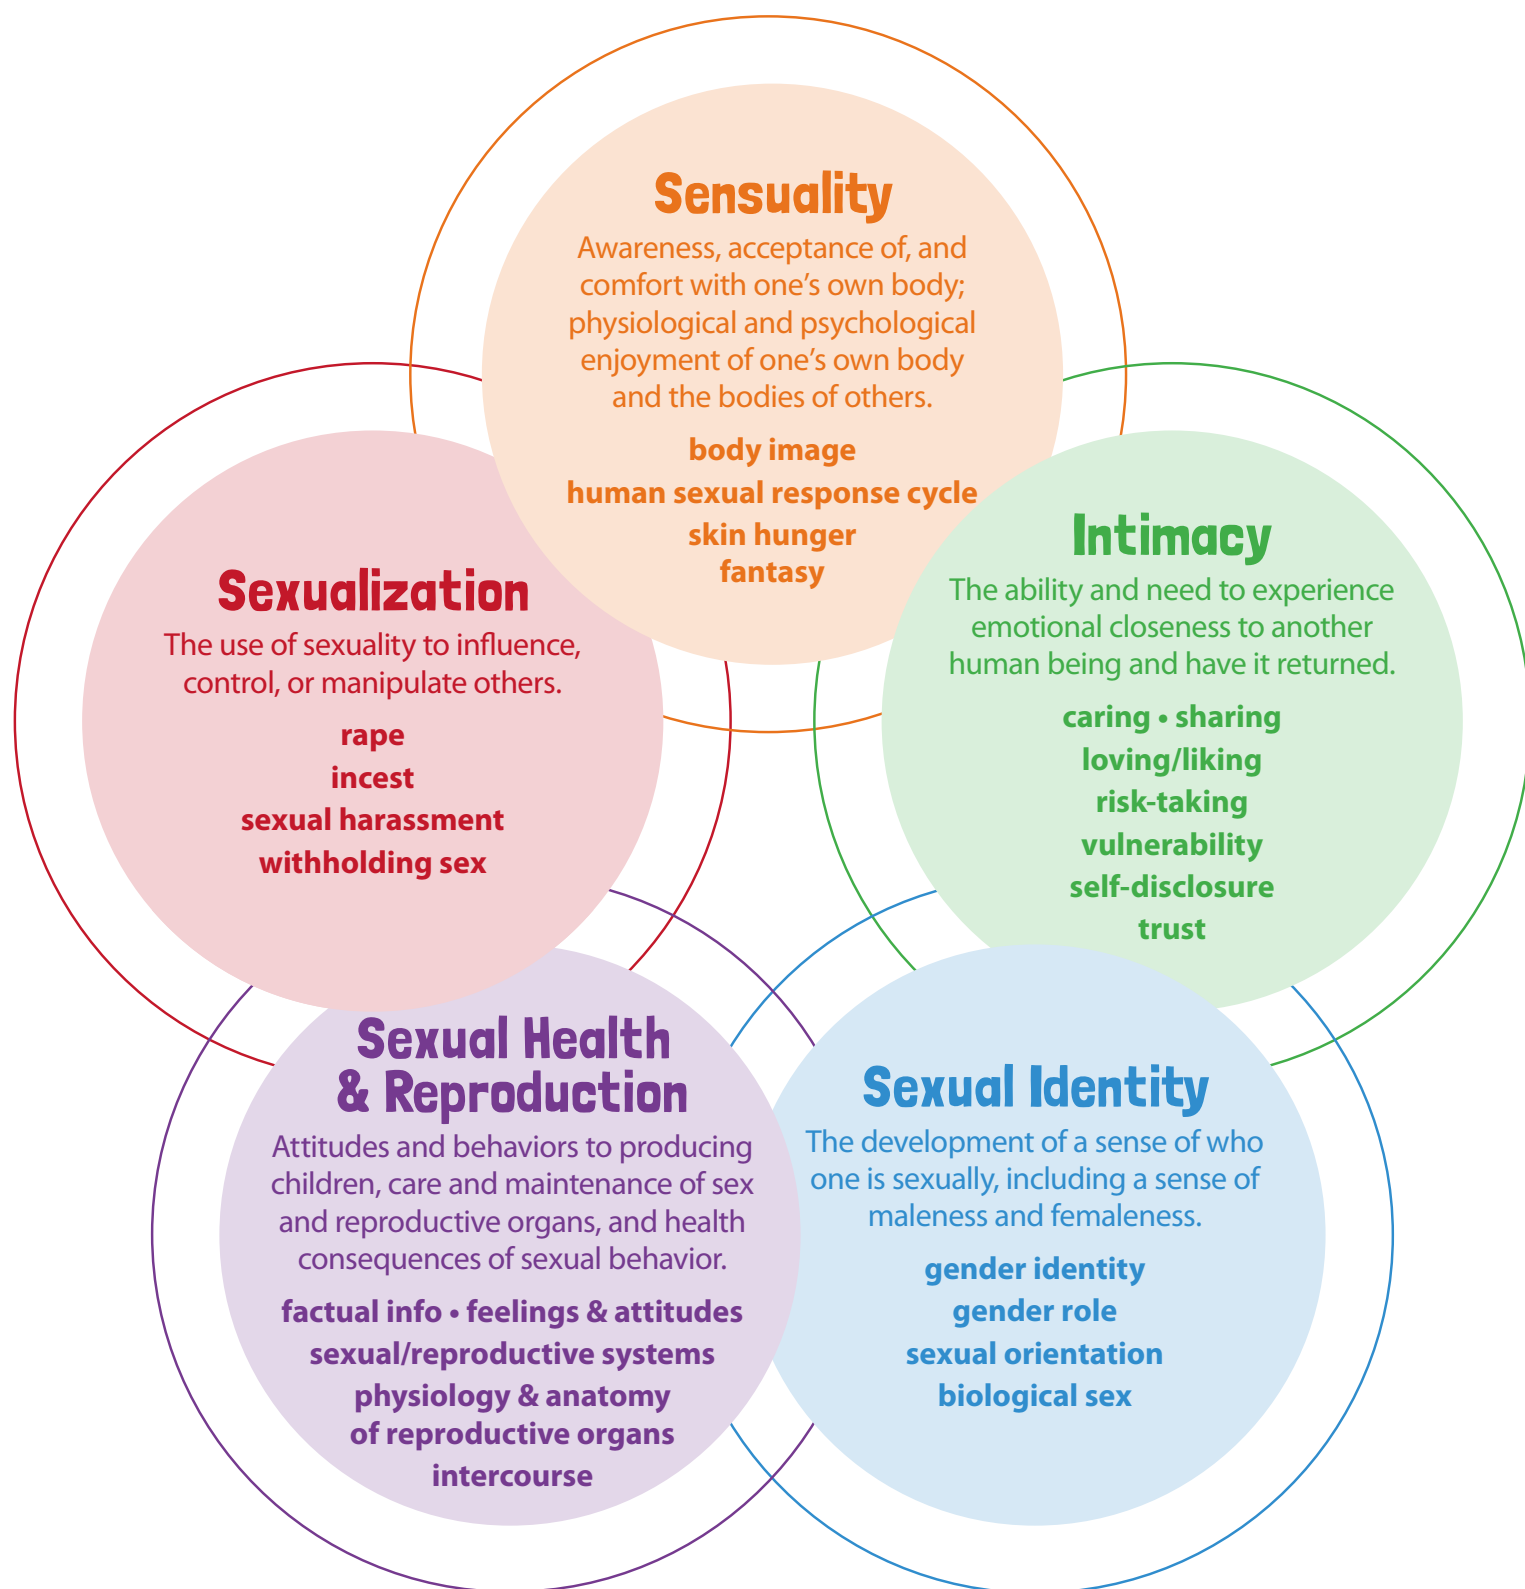 Sensuality
Awareness, acceptance of, and
comfort with one’s own body;
physiological and psychological
enjoyment of one’s own body
and the bodies of others.
body image
human sexual response cycle
skin hunger
fantasy
Intimacy
The ability and need to experience
emotional closeness to another
human being and have it returned.
caring • sharing
loving/liking
risk-taking
vulnerability
self-disclosure
trust
Sexualization
The use of sexuality to influence,
control, or manipulate others.
rape
incest
sexual harassment
withholding sex
Sexual Health
& Reproduction
Attitudes and behaviors to producing
children, care and maintenance of sex
and reproductive organs, and health
consequences of sexual behavior.
factual info • feelings & attitudes
sexual/reproductive systems
physiology & anatomy
of reproductive organs
intercourse
Sexual Identity
The development of a sense of who
one is sexually, including a sense of
maleness and femaleness.
gender identity
gender role
sexual orientation
biological sex